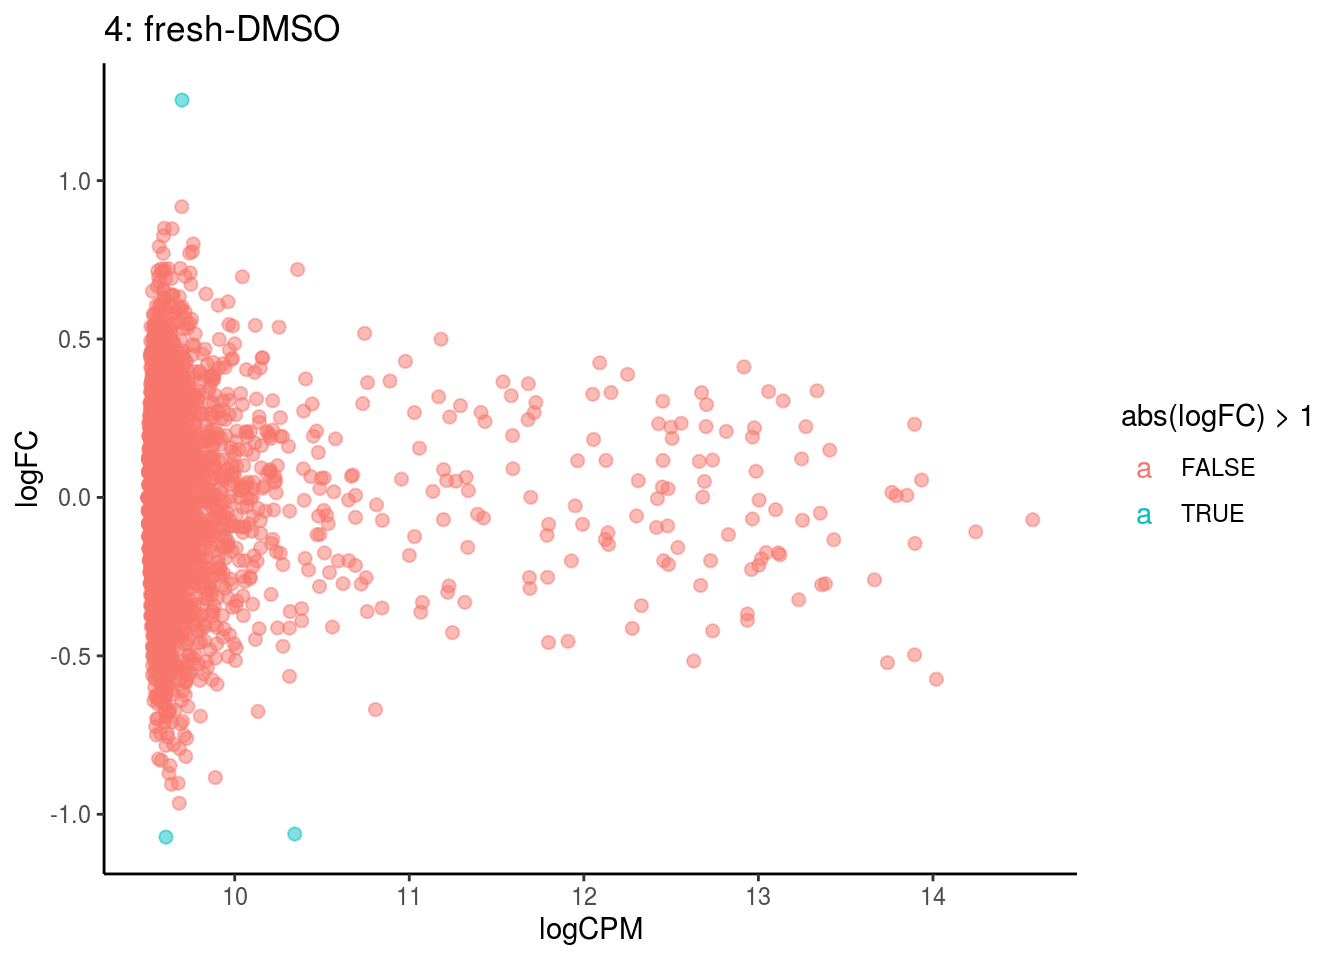 4: fresh-DMSO
1.0
0.5
0.0
-0.5
-1.0
logFC
10 11 12 13 14
logCPM
abs(logFC) > 1
a FALSE
a TRUE